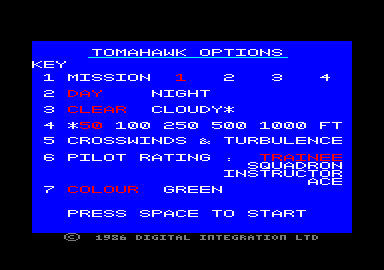 TOMAHAWK OPTIONS
KEY
1 MISSION 1 2 3 4
2 DAY NIGHT
3 CLEAR CLOUDY*
4 *50 100 250 500 1000 FT
5 CROSSWINDS & TURBULENCE
6 PILOT RATING : TRAINEE
SQUADRON
INSTRUCTOR
ACE
7 COLOUR GREEN
PRESS SPACE TO START
© 1986 DIGITAL INTEGRATION LTD